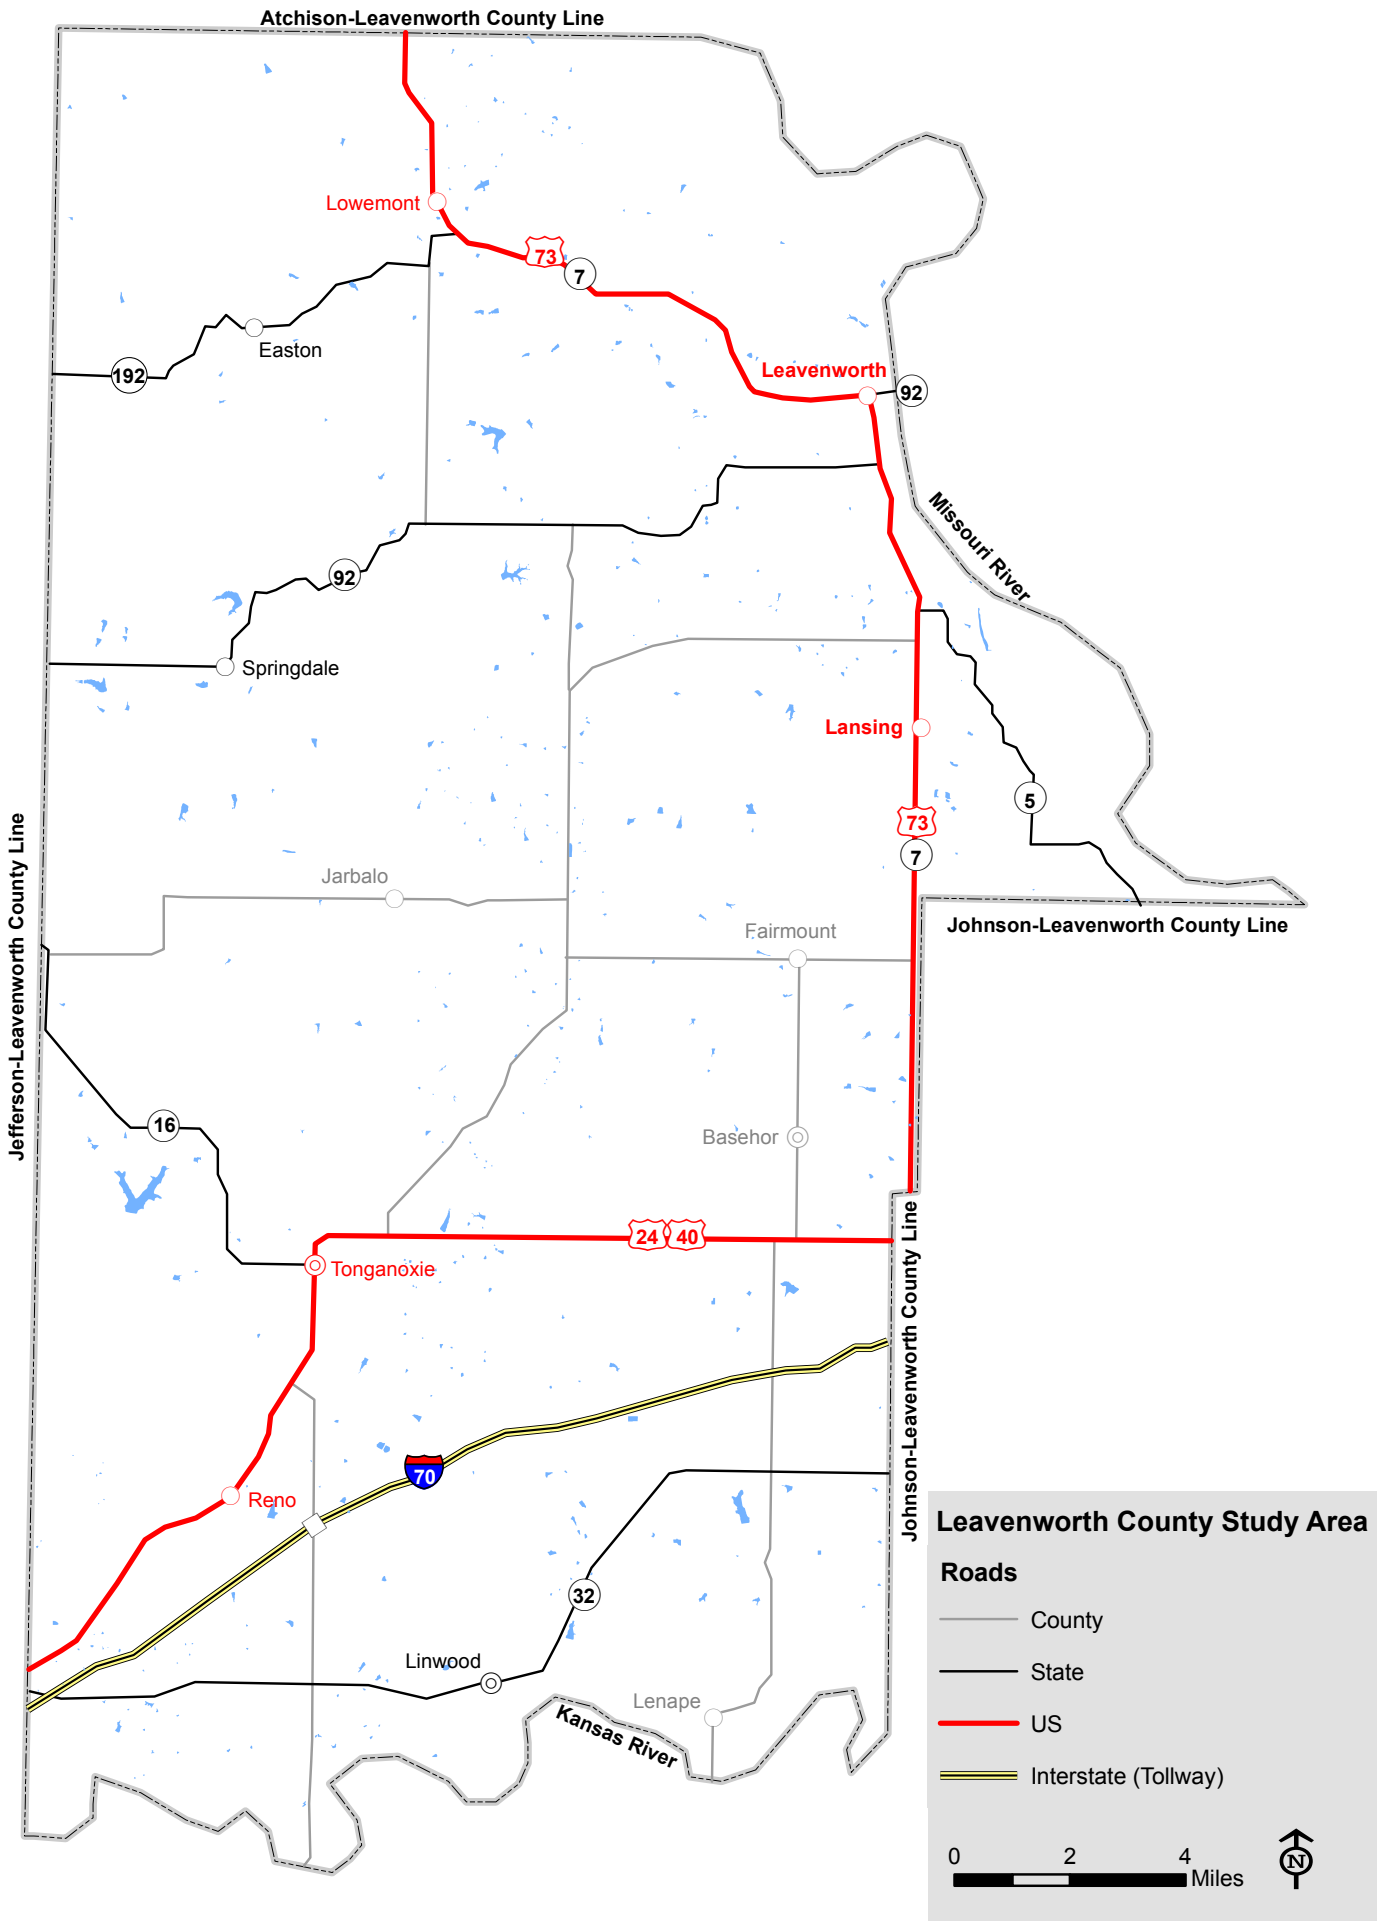 Atchison-Leavenworth County Line
Lowemont
73
7
Easton
192
Leavenworth
92
Missouri River
92
Springdale
Lansing
5
73
7
Jefferson-Leavenworth County Line
Jarbalo
Johnson-Leavenworth County Line
Fairmount
16
Basehor
24 40
Tonganoxie
Johnson-Leavenworth County Line
70
Reno
32
Linwood
Lenape
Kansas River
Leavenworth County Study Area
Roads
County
State
US
Interstate (Tollway)
0 2 4
Miles
N